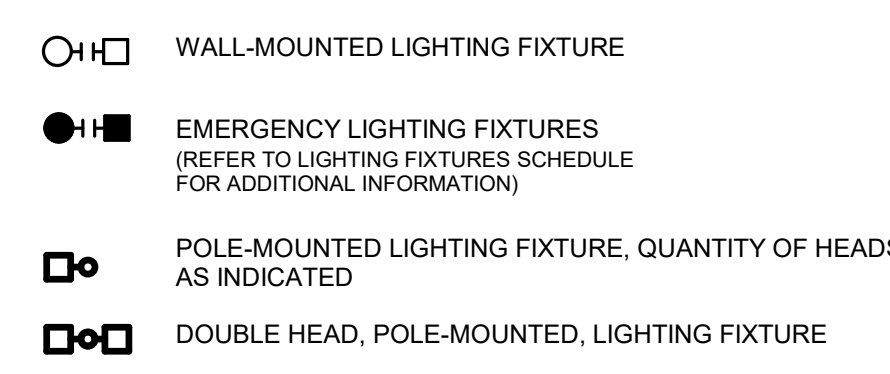 WALL-MOUNTED LIGHTING FIXTURE
EMERGENCY LIGHTING FIXTURES
(REFER TO LIGHTING FIXTURES SCHEDULE
FOR ADDITIONAL INFORMATION)
POLE-MOUNTED LIGHTING FIXTURE, QUANTITY OF HEADS
AS INDICATED
DOUBLE HEAD, POLE-MOUNTED, LIGHTING FIXTURE